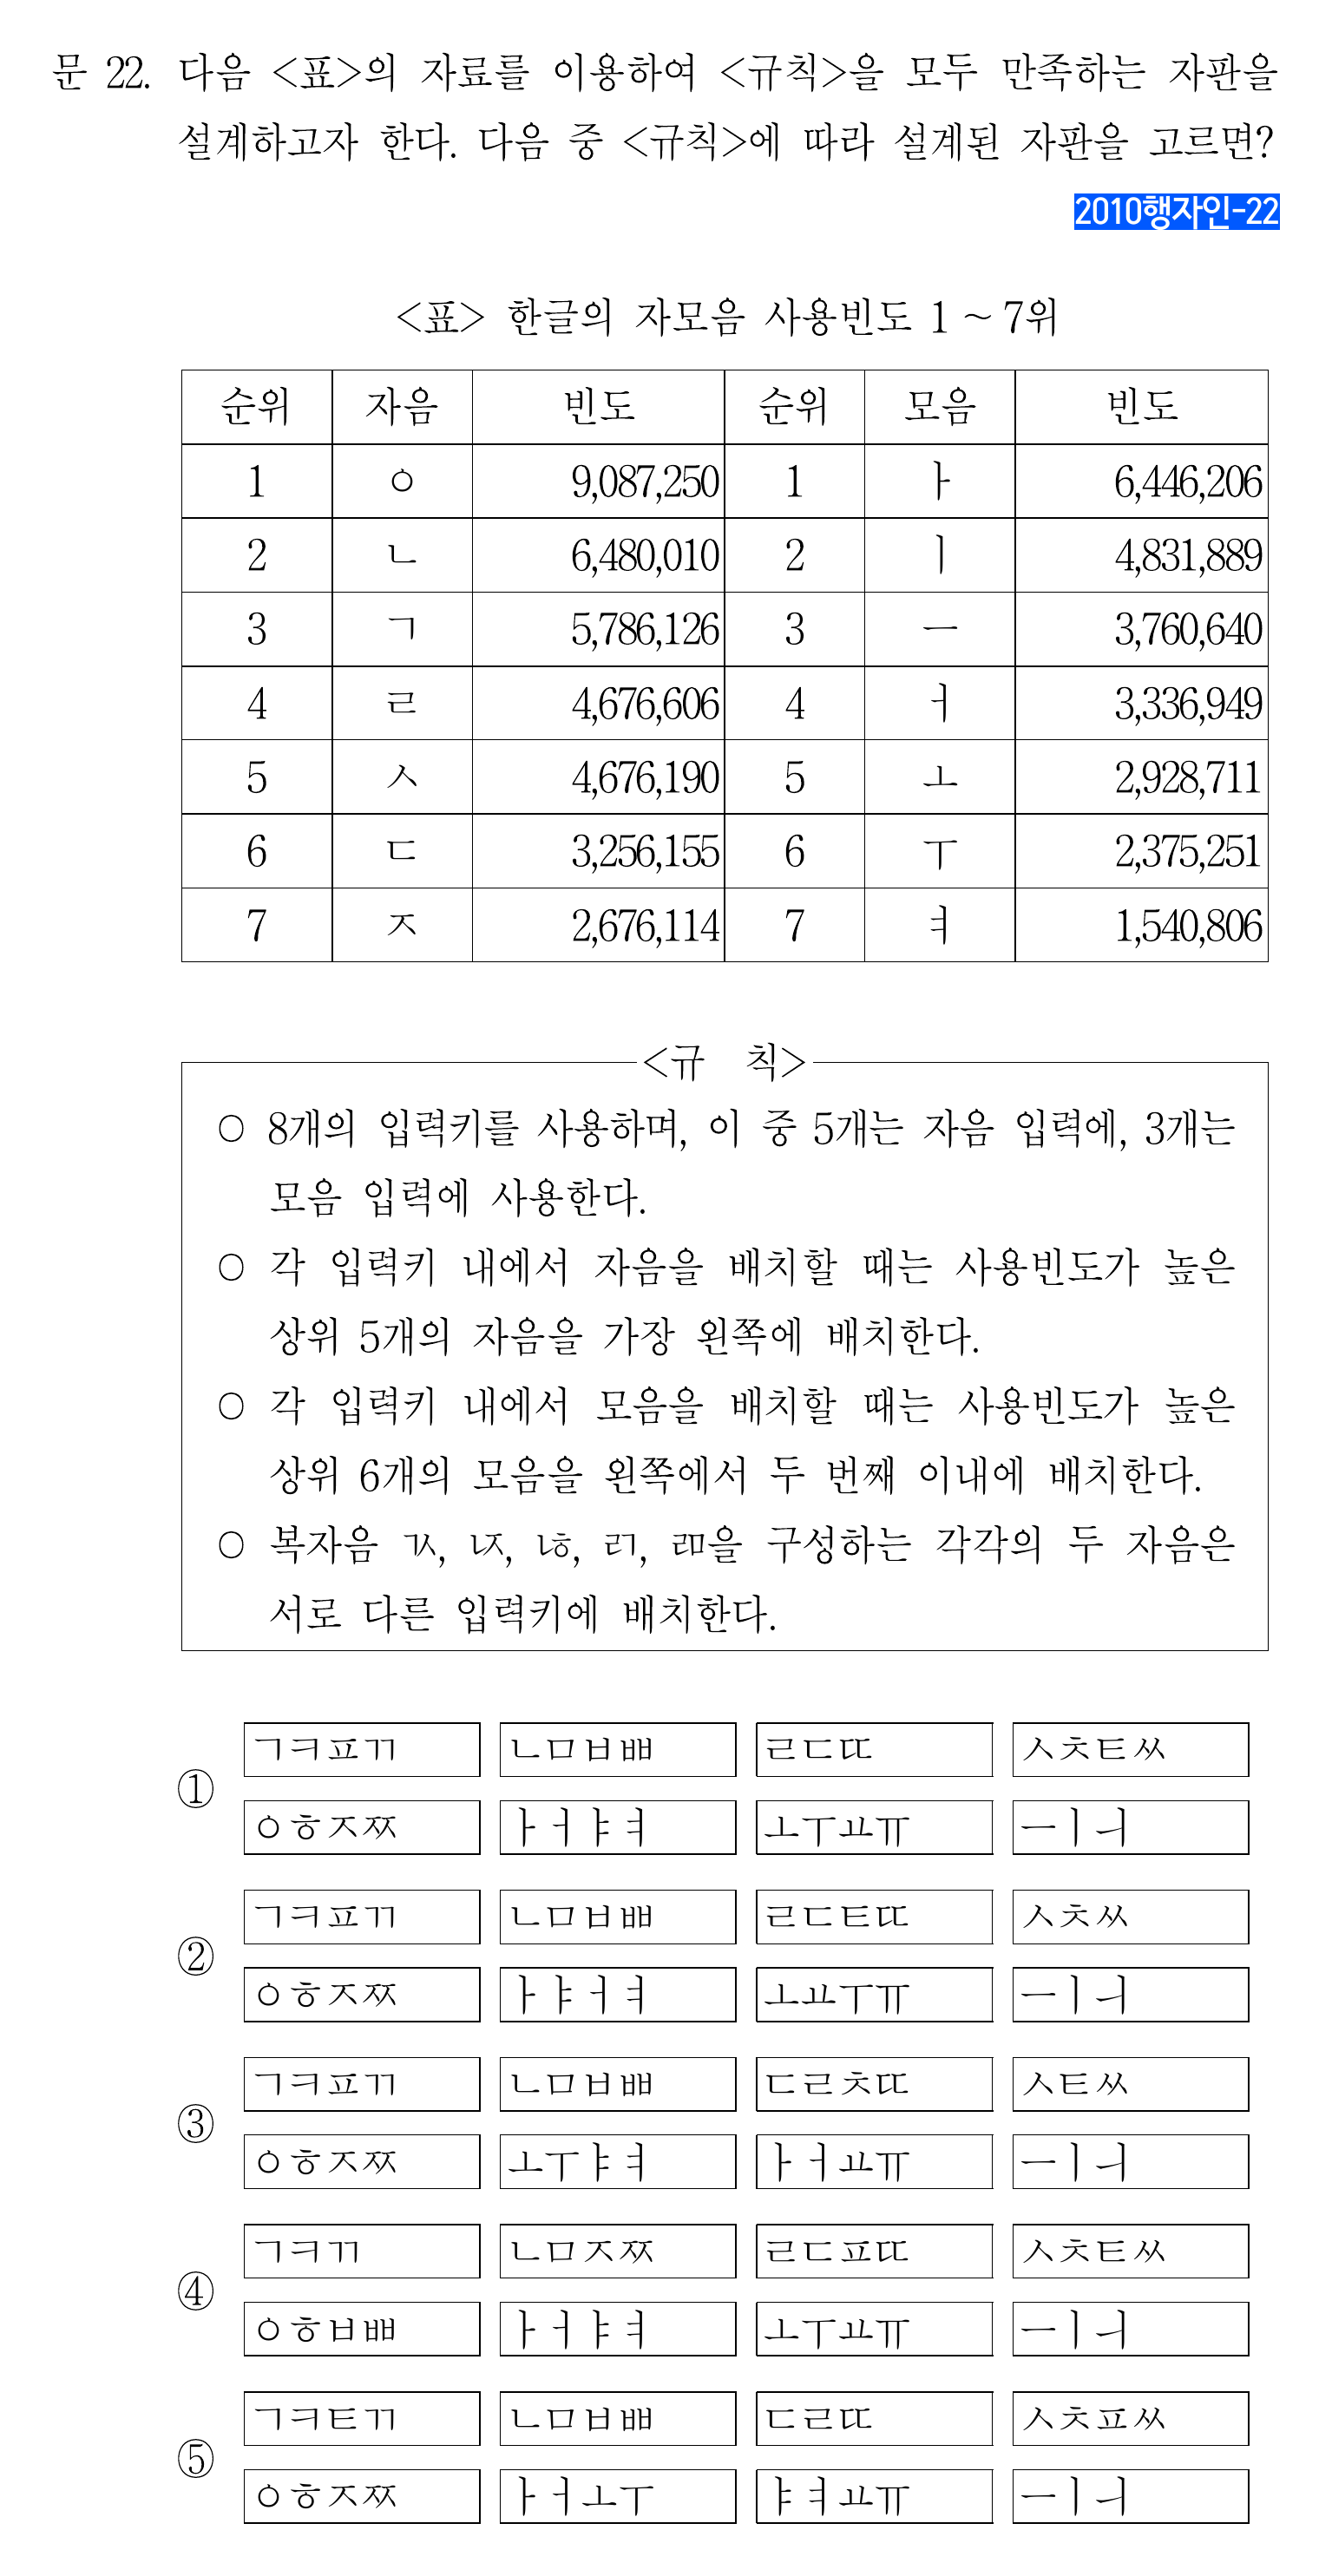 문 22. 다음 <표>의 자료를 이용하여 <규칙>을 모두 만족하는 자판을
설계하고자 한다. 다음 중 <규칙>에 따라 설계된 자판을 고르면?
2010행자인-22
<표> 한글의 자모음 사용빈도 1 ~ 7위
순위 자음 빈도 순위 모음 빈도
1 ㅇ 9,087,250 1 ㅏ 6,446,206
2 ㄴ 6,480,010 2 ㅣ 4,831,889
3 ㄱ 5,786,126 3 ㅡ 3,760,640
4 ㄹ 4,676,606 4 ㅓ 3,336,949
5 ㅅ 4,676,190 5 ㅗ 2,928,711
6 ㄷ 3,256,155 6 ㅜ 2,375,251
7 ㅈ 2,676,114 7 ㅕ 1,540,806
<규 칙>
○ 8개의 입력키를 사용하며, 이 중 5개는 자음 입력에, 3개는
모음 입력에 사용한다.
○ 각 입력키 내에서 자음을 배치할 때는 사용빈도가 높은
상위 5개의 자음을 가장 왼쪽에 배치한다.
○ 각 입력키 내에서 모음을 배치할 때는 사용빈도가 높은
상위 6개의 모음을 왼쪽에서 두 번째 이내에 배치한다.
○ 복자음 ㄳ, ㄵ, ㄶ, ㄺ, ㄻ을 구성하는 각각의 두 자음은
서로 다른 입력키에 배치한다.
①
ㄱㅋㅍㄲ ㄴㅁㅂㅃ ㄹㄷㄸ ㅅㅊㅌㅆ
ㅇㅎㅈㅉ ㅏㅓㅑㅕ ㅗㅜㅛㅠ ㅡㅣㅢ
②
ㄱㅋㅍㄲ ㄴㅁㅂㅃ ㄹㄷㅌㄸ ㅅㅊㅆ
ㅇㅎㅈㅉ ㅏㅑㅓㅕ ㅗㅛㅜㅠ ㅡㅣㅢ
③
ㄱㅋㅍㄲ ㄴㅁㅂㅃ ㄷㄹㅊㄸ ㅅㅌㅆ
ㅇㅎㅈㅉ ㅗㅜㅑㅕ ㅏㅓㅛㅠ ㅡㅣㅢ
④
ㄱㅋㄲ ㄴㅁㅈㅉ ㄹㄷㅍㄸ ㅅㅊㅌㅆ
ㅇㅎㅂㅃ ㅏㅓㅑㅕ ㅗㅜㅛㅠ ㅡㅣㅢ
⑤
ㄱㅋㅌㄲ ㄴㅁㅂㅃ ㄷㄹㄸ ㅅㅊㅍㅆ
ㅇㅎㅈㅉ ㅏㅓㅗㅜ ㅑㅕㅛㅠ ㅡㅣㅢ